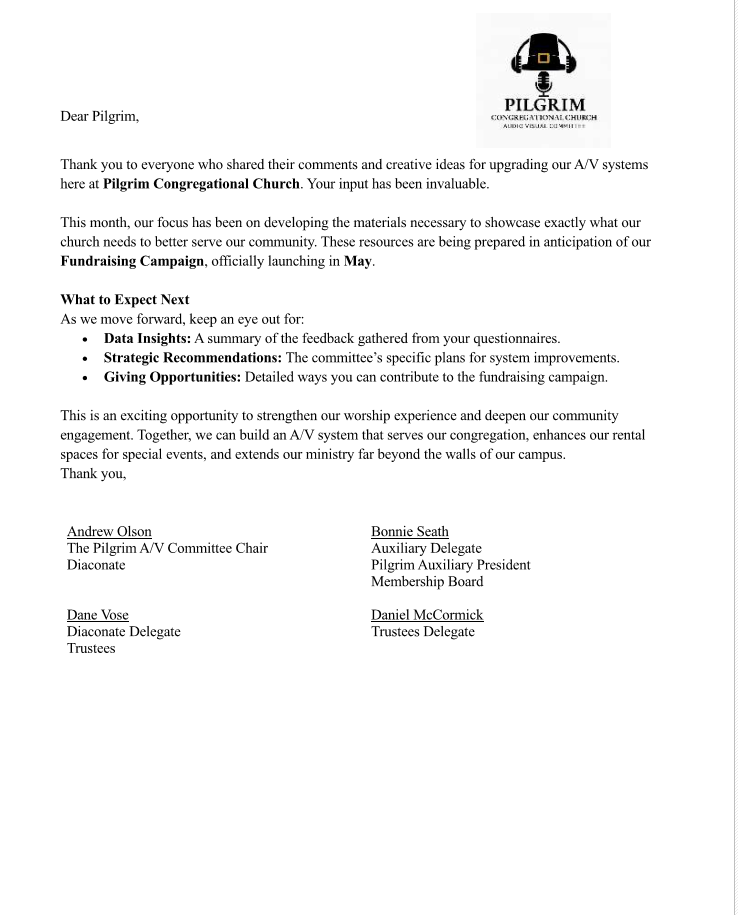 PILGRIM
CONGREGATIONAL CHURCH
AUDIO VISUAL COMMITTEE
Dear Pilgrim,
Thank you to everyone who shared their comments and creative ideas for upgrading our A/V systems
here at Pilgrim Congregational Church. Your input has been invaluable.
This month, our focus has been on developing the materials necessary to showcase exactly what our
church needs to better serve our community. These resources are being prepared in anticipation of our
Fundraising Campaign, officially launching in May.
What to Expect Next
As we move forward, keep an eye out for:
• Data Insights: A summary of the feedback gathered from your questionnaires.
• Strategic Recommendations: The committee’s specific plans for system improvements.
• Giving Opportunities: Detailed ways you can contribute to the fundraising campaign.
This is an exciting opportunity to strengthen our worship experience and deepen our community
engagement. Together, we can build an A/V system that serves our congregation, enhances our rental
spaces for special events, and extends our ministry far beyond the walls of our campus.
Thank you,
Andrew Olson
The Pilgrim A/V Committee Chair
Diaconate
Bonnie Seath
Auxiliary Delegate
Pilgrim Auxiliary President
Membership Board
Dane Vose
Diaconate Delegate
Trustees
Daniel McCormick
Trustees Delegate